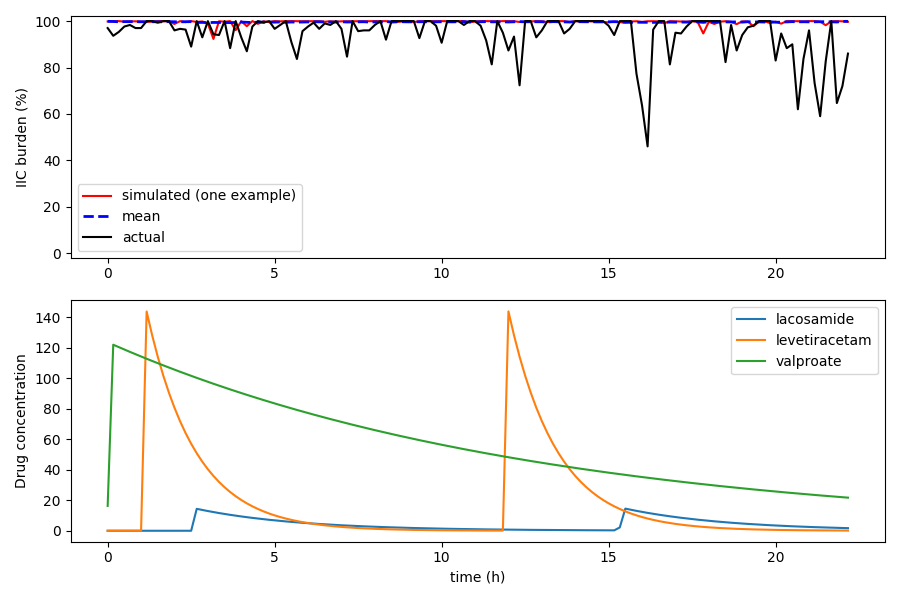 100
80
60
40
20
0
IIC burden (%)
simulated (one example)
mean
actual
0 5 10 15 20
140
120
100
80
60
40
20
0
Drug concentration
lacosamide
levetiracetam
valproate
0 5 10 15 20
time (h)